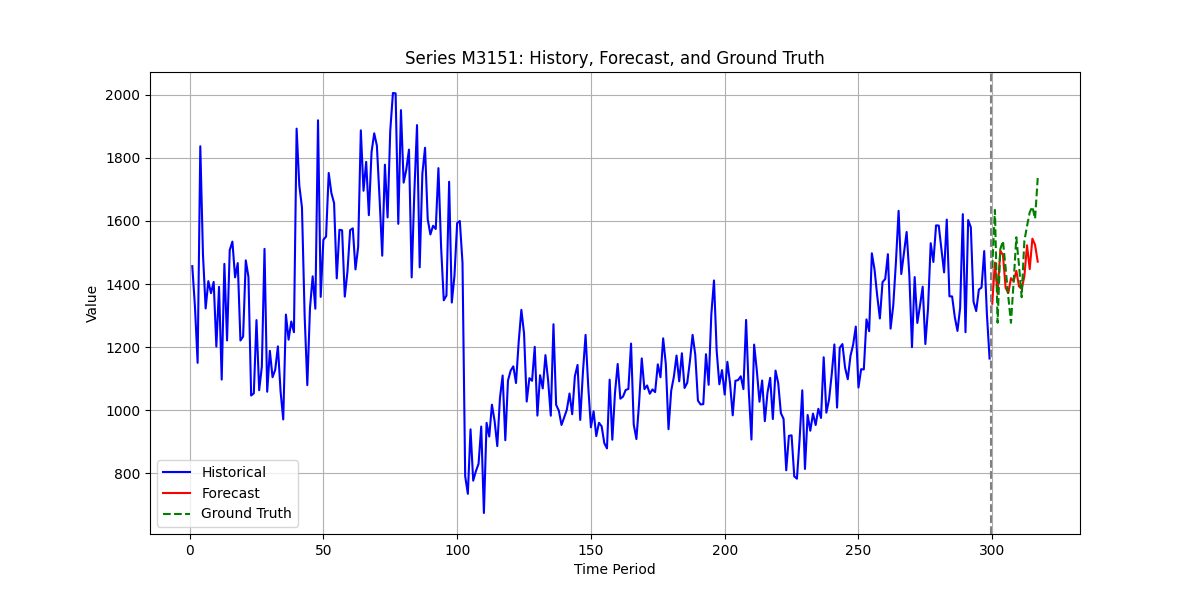 Series M3151: History, Forecast, and Ground Truth
Value
2000
1800
1600
1400
1200
1000
800
Historical
Forecast
Ground Truth
0 50 100 150 200 250 300
Time Period